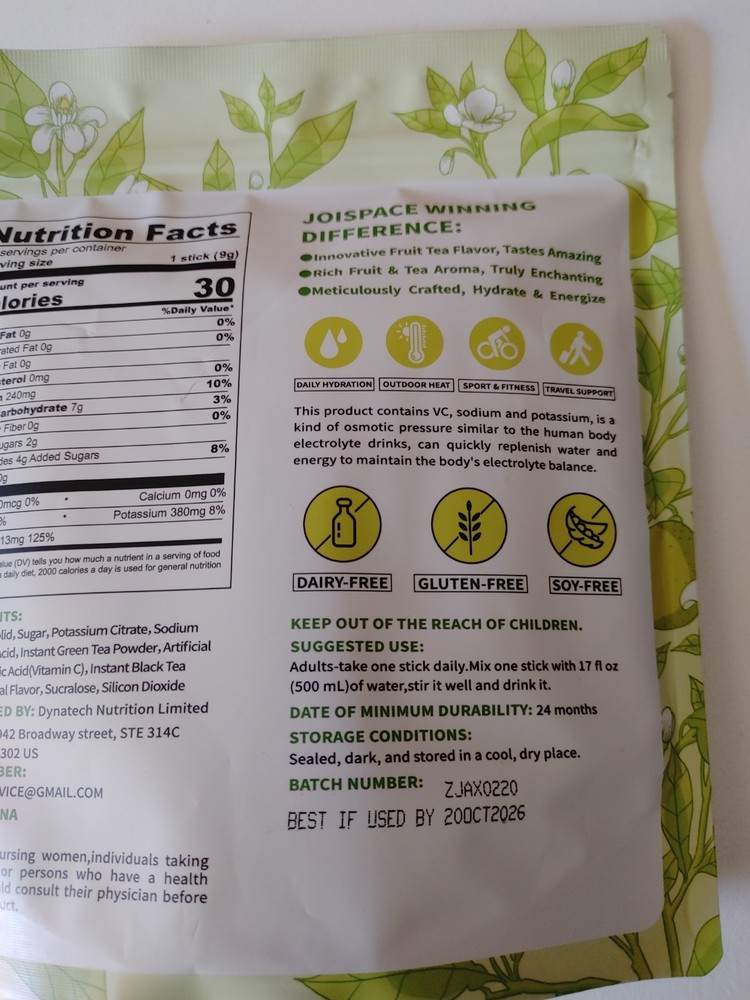 Nutrition Facts
servings per container
ving size 1 stick (9g)
unt per serving
lories 30
%Daily Value*
Fat 0g 0%
rated Fat 0g 0%
Fat 0g
terol 0mg 0%
240mg 10%
arbohydrate 7g 3%
Fiber 0g 0%
ugars 2g
des 4g Added Sugars 8%
0g
0mcg 0% • Calcium 0mg 0%
% • Potassium 380mg 8%
13mg 125%
alue (DV) tells you how much a nutrient in a serving of food
daily diet, 2000 calories a day is used for general nutrition
ITS:
lid, Sugar, Potassium Citrate, Sodium
Acid, Instant Green Tea Powder, Artificial
ic Acid(Vitamin C), Instant Black Tea
al Flavor, Sucralose, Silicon Dioxide
ED BY: Dynatech Nutrition Limited
942 Broadway street, STE 314C
302 US
BER:
VICE@GMAIL.COM
NA
ursing women,individuals taking
or persons who have a health
ld consult their physician before
uct.
JOISPACE WINNING
DIFFERENCE:
●Innovative Fruit Tea Flavor, Tastes Amazing
●Rich Fruit & Tea Aroma, Truly Enchanting
●Meticulously Crafted, Hydrate & Energize
DAILY HYDRATION OUTDOOR HEAT SPORT & FITNESS TRAVEL SUPPORT
This product contains VC, sodium and potassium, is a
kind of osmotic pressure similar to the human body
electrolyte drinks, can quickly replenish water and
energy to maintain the body's electrolyte balance.
DAIRY-FREE GLUTEN-FREE SOY-FREE
KEEP OUT OF THE REACH OF CHILDREN.
SUGGESTED USE:
Adults-take one stick daily.Mix one stick with 17 fl oz
(500 mL)of water,stir it well and drink it.
DATE OF MINIMUM DURABILITY: 24 months
STORAGE CONDITIONS:
Sealed, dark, and stored in a cool, dry place.
BATCH NUMBER: ZJAX0220
BEST IF USED BY 20OCT2026